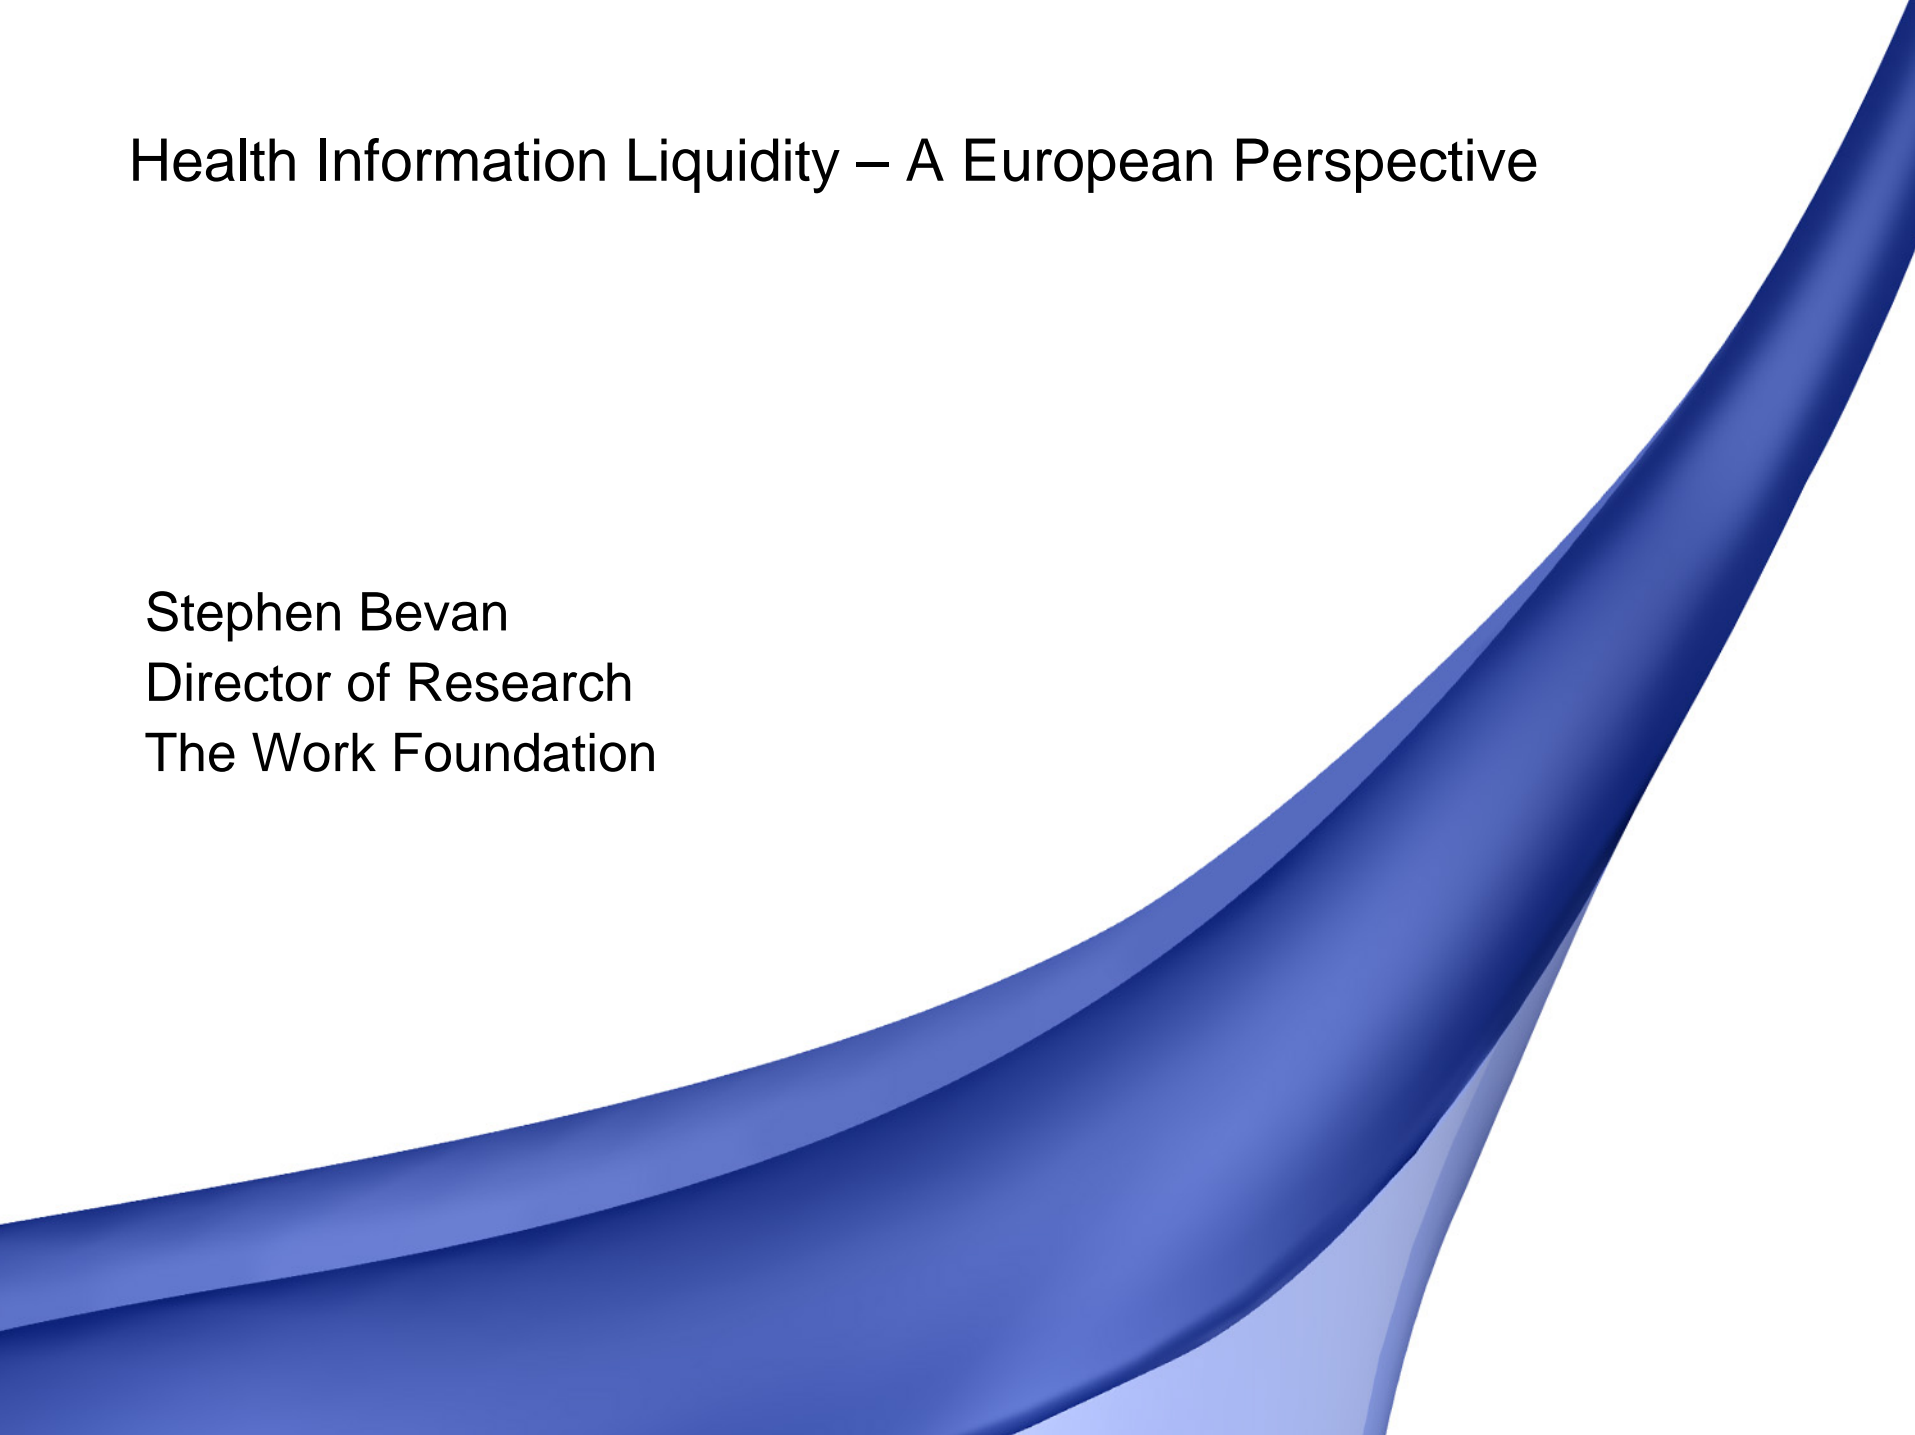 Health Information Liquidity – A European Perspective
Stephen Bevan
Director of Research
The Work Foundation